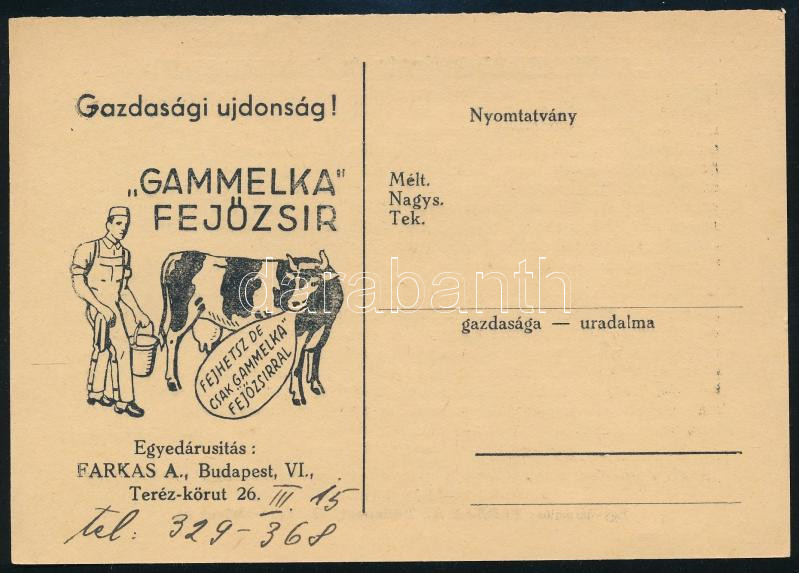 Gazdasági ujdonság!
„GAMMELKA"
FEJŐZSIR
FEJHETSZ DE
CSAK „GAMMELKA"
FEJŐZSIRRAL
Egyedárusitás:
FARKAS A., Budapest, VI.,
Teréz-körut 26. III. 15
tel: 329-368
Nyomtatvány
Mélt.
Nagys.
Tek.
gazdasága — uradalma
darabanth